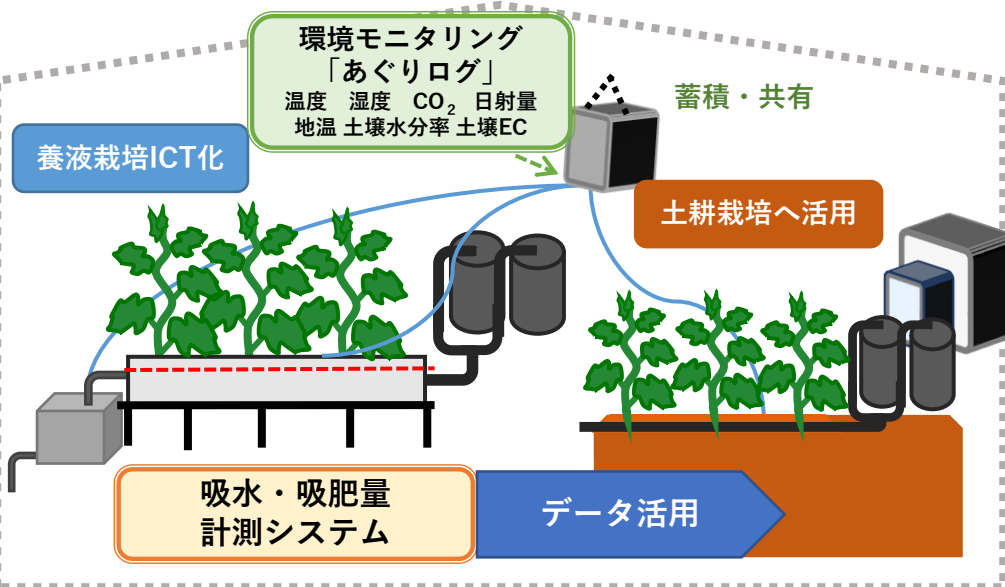 環境モニタリング
「あぐりログ」
温度 湿度 CO₂ 日射量
地温 土壌水分率 土壌EC
蓄積・共有
養液栽培ICT化
土耕栽培へ活用
吸水・吸肥量
計測システム
データ活用